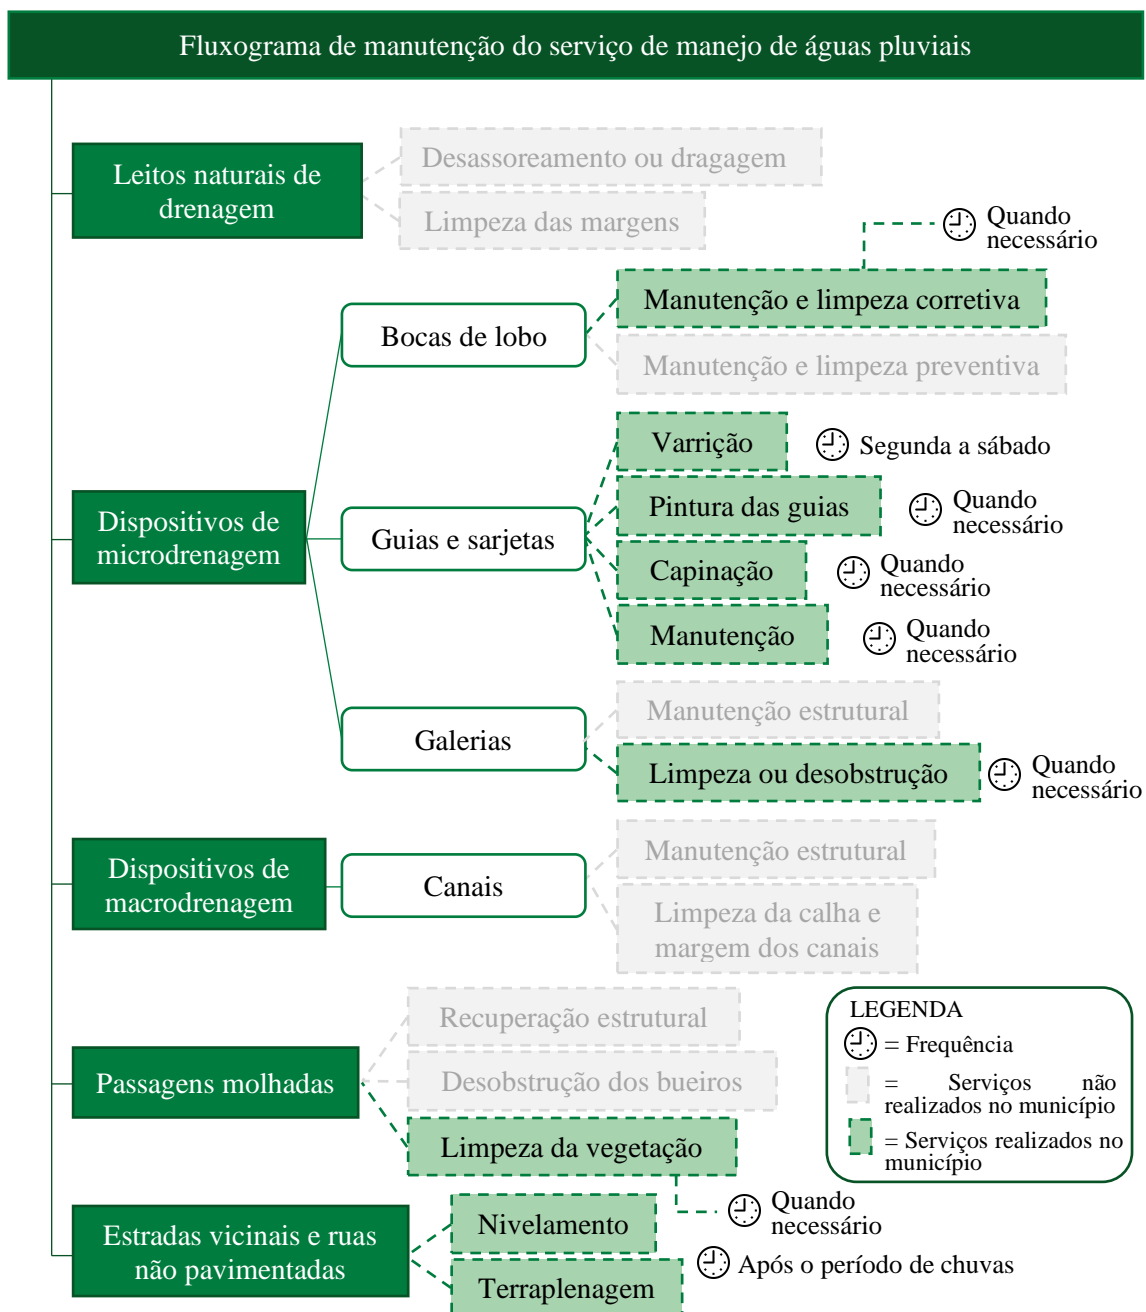 Fluxograma de manutenção do serviço de manejo de águas pluviais
Leitos naturais de
drenagem
Desassoreamento ou dragagem
Limpeza das margens
Quando
necessário
Bocas de lobo
Manutenção e limpeza corretiva
Manutenção e limpeza preventiva
Dispositivos de
microdrenagem
Guias e sarjetas
Varrição
Segunda a sábado
Pintura das guias
Quando
necessário
Capinação
Quando
necessário
Manutenção
Quando
necessário
Galerias
Manutenção estrutural
Limpeza ou desobstrução
Quando
necessário
Dispositivos de
macrodrenagem
Canais
Manutenção estrutural
Limpeza da calha e
margem dos canais
Passagens molhadas
Recuperação estrutural
Desobstrução dos bueiros
Limpeza da vegetação
Quando
necessário
Estradas vicinais e ruas
não pavimentadas
Nivelamento
Terraplenagem
Após o período de chuvas
LEGENDA
= Frequência
= Serviços não
realizados no município
= Serviços realizados no
município